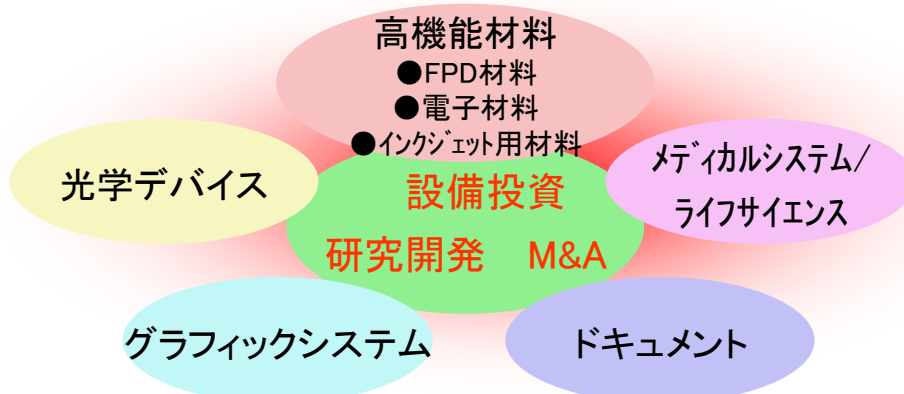 高機能材料
●FPD材料
●電子材料
●インクジェット用材料
光学デバイス
メディカルシステム/
ライフサイエンス
設備投資
研究開発　M&A
グラフィックシステム
ドキュメント